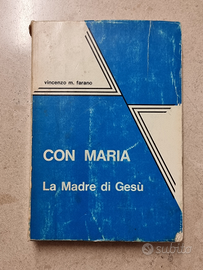 vincenzo m. farano
CON MARIA
La Madre di Gesù
subito